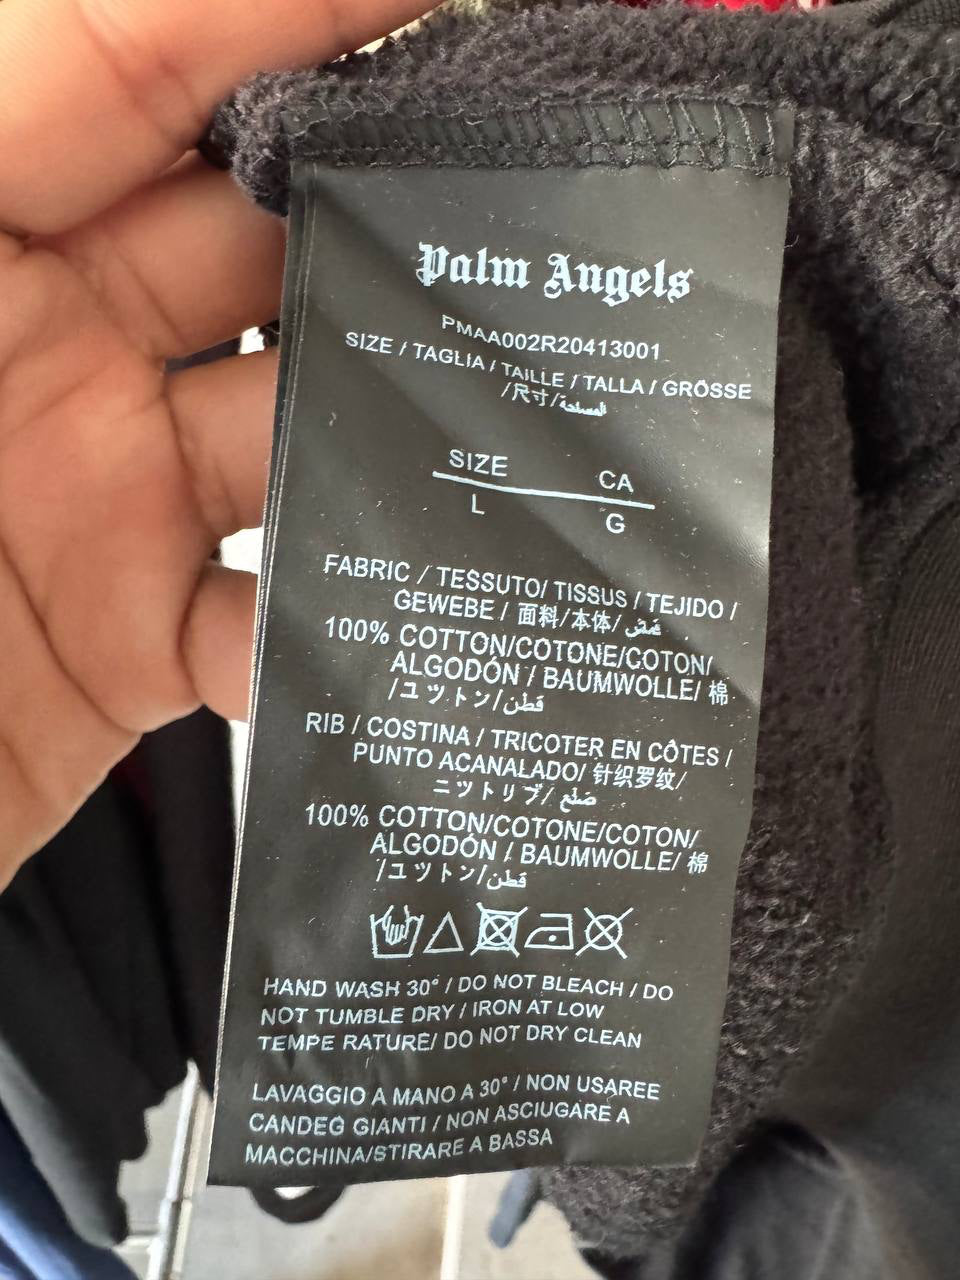 Palm Angels
PMAA002R20413001
SIZE / TAGLIA / TAILLE / TALLA / GRÖSSE
/尺寸/المساحة
SIZE CA
L G
FABRIC / TESSUTO/ TISSUS / TEJIDO /
GEWEBE / 面料/本体/
100% COTTON/COTONE/COTON/
ALGODÓN / BAUMWOLLE/ 棉
/ユットン/قطن
RIB / COSTINA / TRICOTER EN CÔTES /
PUNTO ACANALADO/ 针织罗纹/
ニットリブ/ ضلع
100% COTTON/COTONE/COTON/
ALGODÓN / BAUMWOLLE/ 棉
/ユットン/قطن
HAND WASH 30° / DO NOT BLEACH / DO
NOT TUMBLE DRY / IRON AT LOW
TEMPE RATURE/ DO NOT DRY CLEAN
LAVAGGIO A MANO A 30° / NON USAREE
CANDEG GIANTI / NON ASCIUGARE A
MACCHINA/STIRARE A BASSA